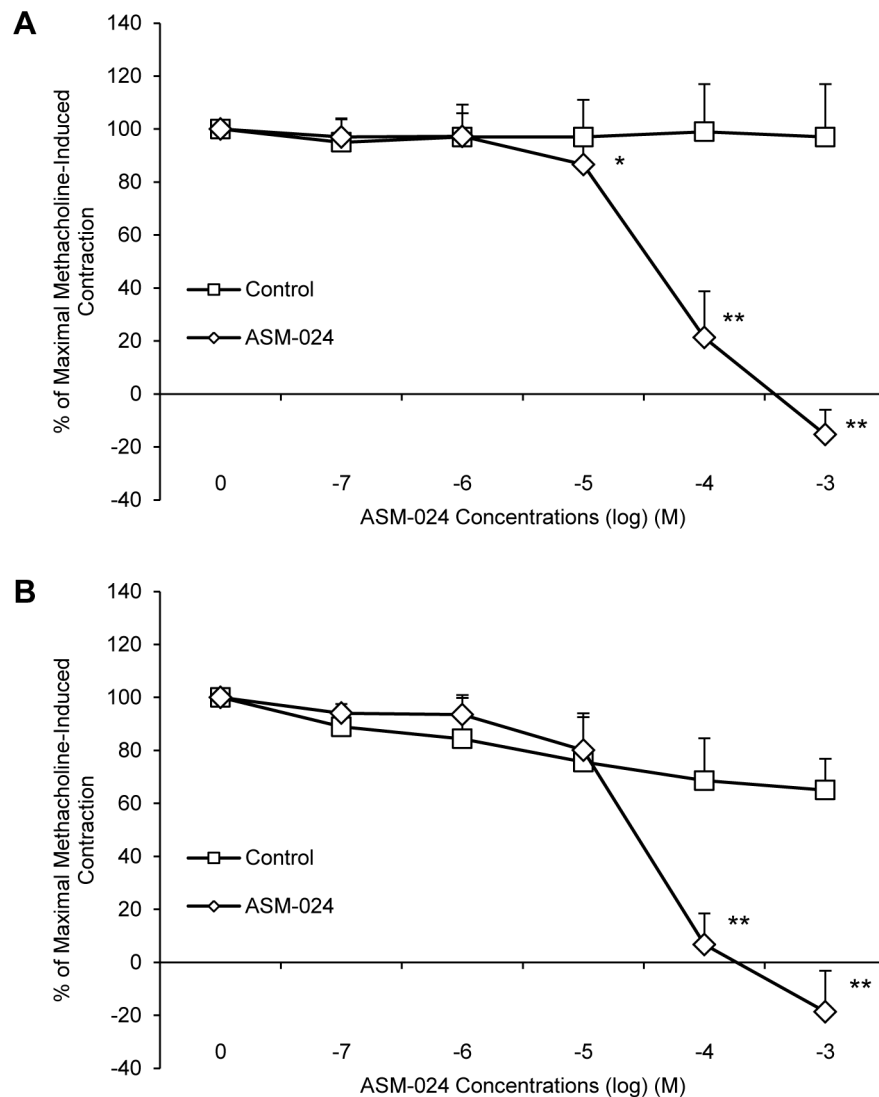 A
140
120
100
80
60
40
20
0
-20
-40
% of Maximal Methacholine-Induced
Contraction
Control
ASM-024
*
**
**
0 -7 -6 -5 -4 -3
ASM-024 Concentrations (log) (M)
B
140
120
100
80
60
40
20
0
-20
-40
% of Maximal Methacholine-Induced
Contraction
Control
ASM-024
**
**
0 -7 -6 -5 -4 -3
ASM-024 Concentrations (log) (M)